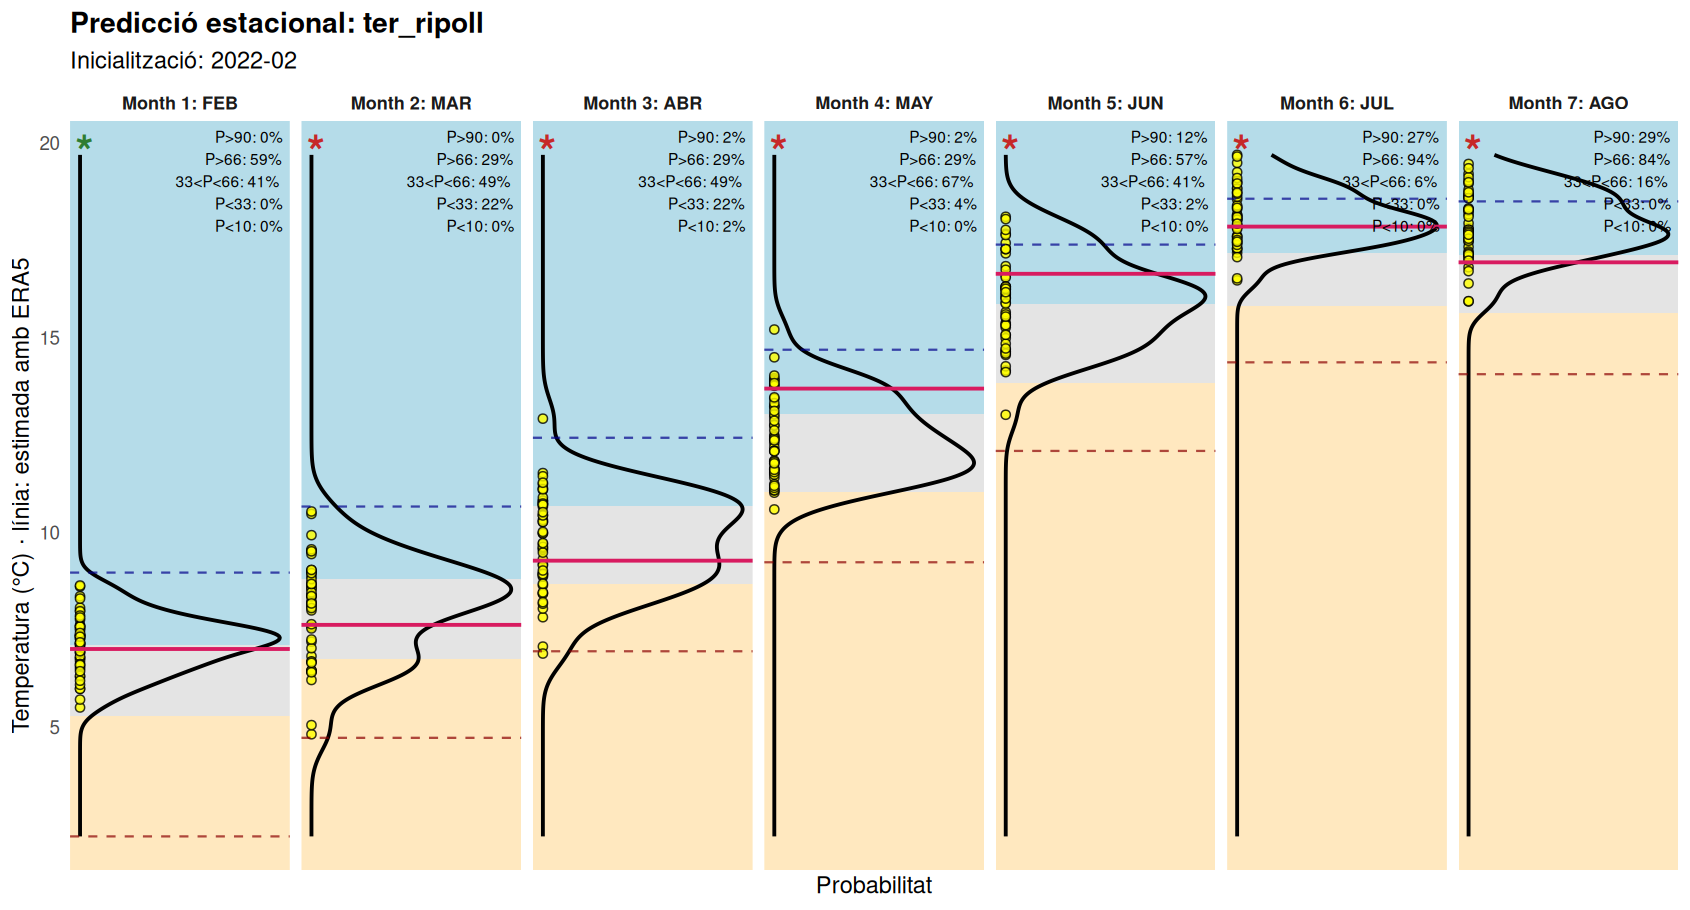 Predicció estacional: ter_ripoll
Inicialització: 2022-02
Month 1: FEB
Month 2: MAR
Month 3: ABR
Month 4: MAY
Month 5: JUN
Month 6: JUL
Month 7: AGO
*
P>90: 0%
P>66: 59%
33<P<66: 41%
P<33: 0%
P<10: 0%
*
P>90: 0%
P>66: 29%
33<P<66: 49%
P<33: 22%
P<10: 0%
*
P>90: 2%
P>66: 29%
33<P<66: 49%
P<33: 22%
P<10: 2%
*
P>90: 2%
P>66: 29%
33<P<66: 67%
P<33: 4%
P<10: 0%
*
P>90: 12%
P>66: 57%
33<P<66: 41%
P<33: 2%
P<10: 0%
*
P>90: 27%
P>66: 94%
33<P<66: 6%
P<33: 0%
P<10: 0%
*
P>90: 29%
P>66: 84%
33<P<66: 16%
P<33: 0%
P<10: 0%
20
15
10
5
Temperatura (°C) · línia: estimada amb ERA5
Probabilitat